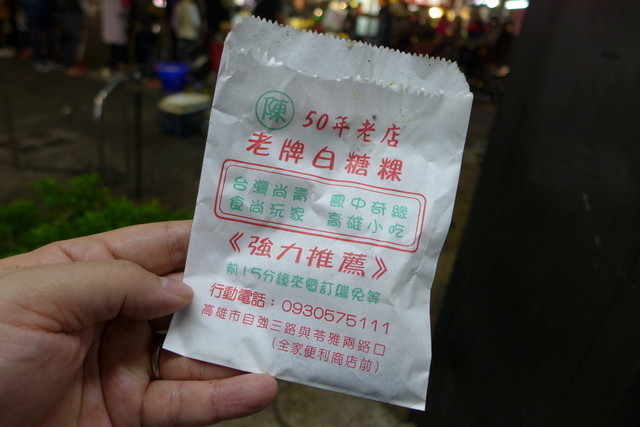 陳 50年老店
老牌白糖粿
台灣尚青 鳳中奇緣
食尚玩家 高雄小吃
《強力推薦》
前15分鐘來電訂購免等
行動電話：0930575111
高雄市自強三路與苓雅兩路口
(全家便利商店前)